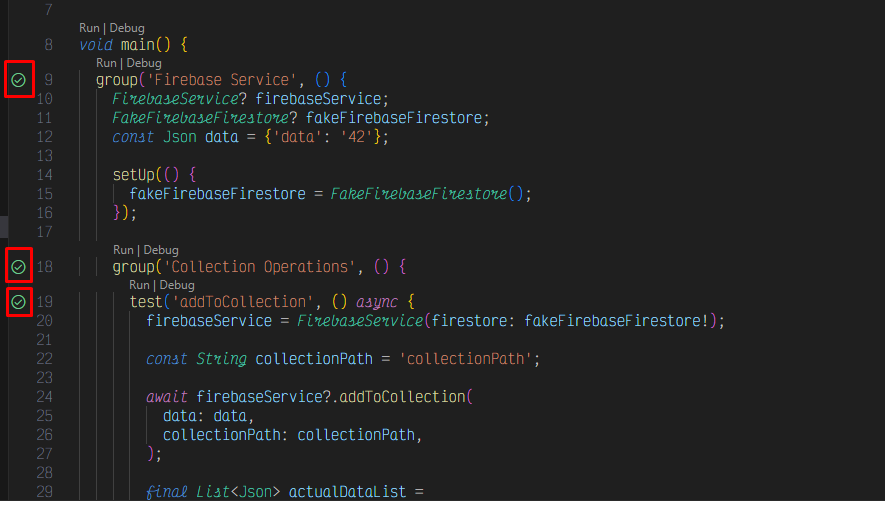 7
Run | Debug
8 void main() {
Run | Debug
9 group('Firebase Service', () {
10 FirebaseService? firebaseService;
11 FakeFirebaseFirestore? fakeFirebaseFirestore;
12 const Json data = {'data': '42'};
13
14 setUp(() {
15 fakeFirebaseFirestore = FakeFirebaseFirestore();
16 });
17
Run | Debug
18 group('Collection Operations', () {
Run | Debug
19 test('addToCollection', () async {
20 firebaseService = FirebaseService(firestore: fakeFirebaseFirestore!);
21
22 const String collectionPath = 'collectionPath';
23
24 await firebaseService?.addToCollection(
25 data: data,
26 collectionPath: collectionPath,
27 );
28
29 final List<Json> actualDataList =